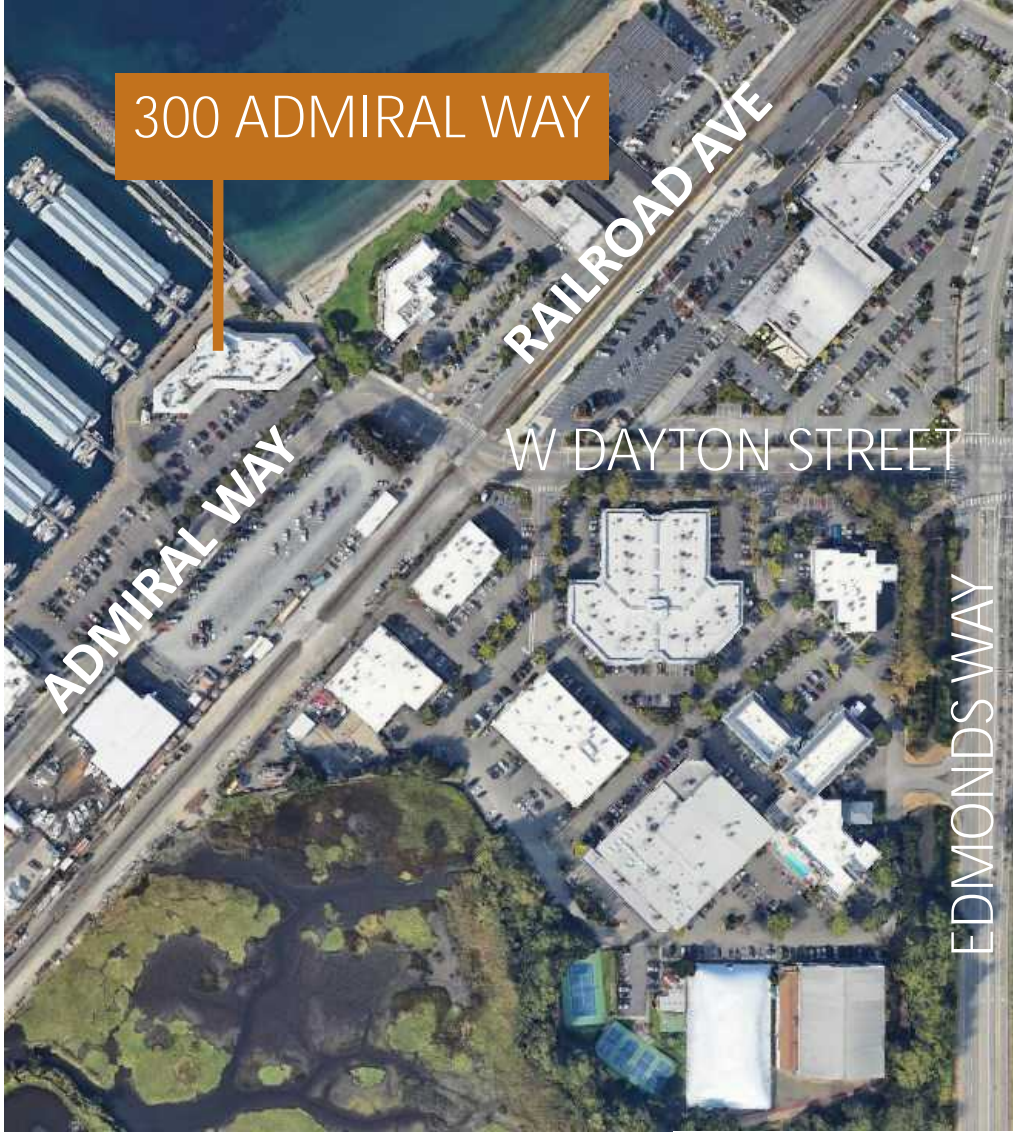 300 ADMIRAL WAY
RAILROAD AVE
W DAYTON STREET
ADMIRAL WAY
EDMONDS WAY